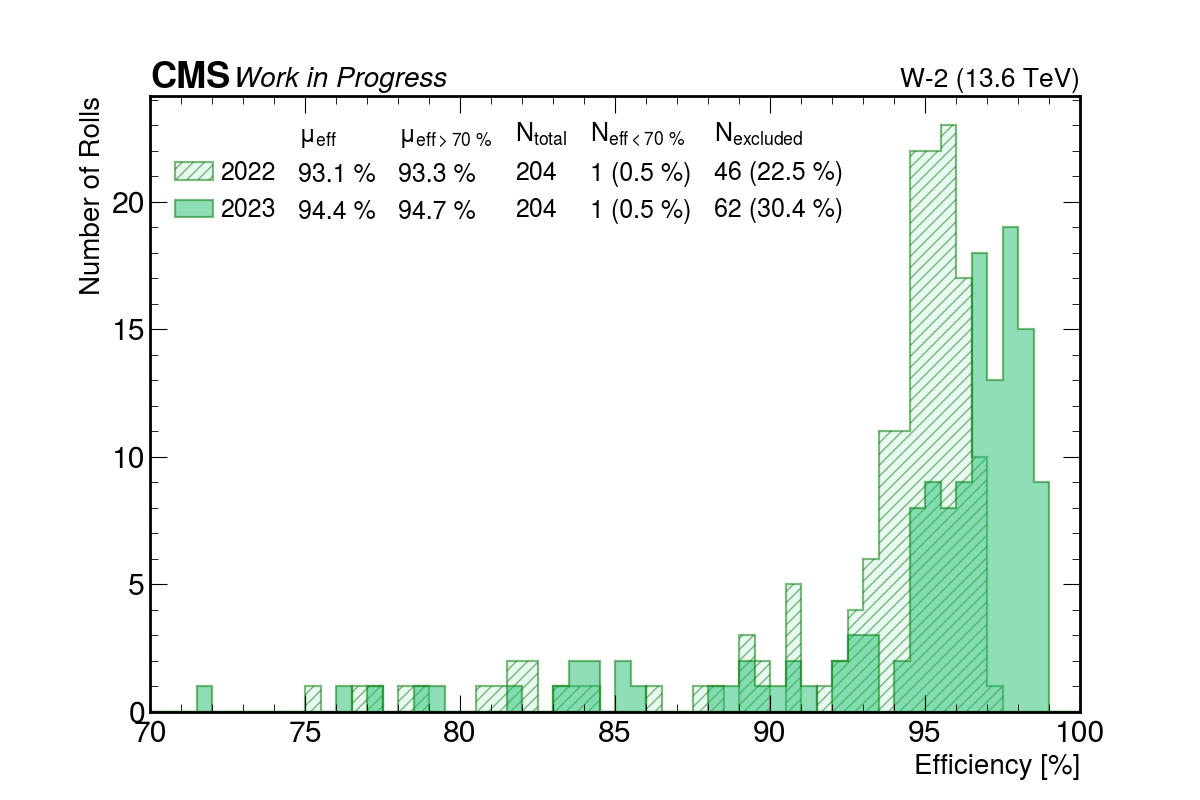 CMS Work in Progress W-2 (13.6 TeV)
Number of Rolls
μeff μeff > 70 % Ntotal Neff < 70 % Nexcluded
2022 93.1 % 93.3 % 204 1 (0.5 %) 46 (22.5 %)
2023 94.4 % 94.7 % 204 1 (0.5 %) 62 (30.4 %)
20
15
10
5
0
70 75 80 85 90 95 100
Efficiency [%]